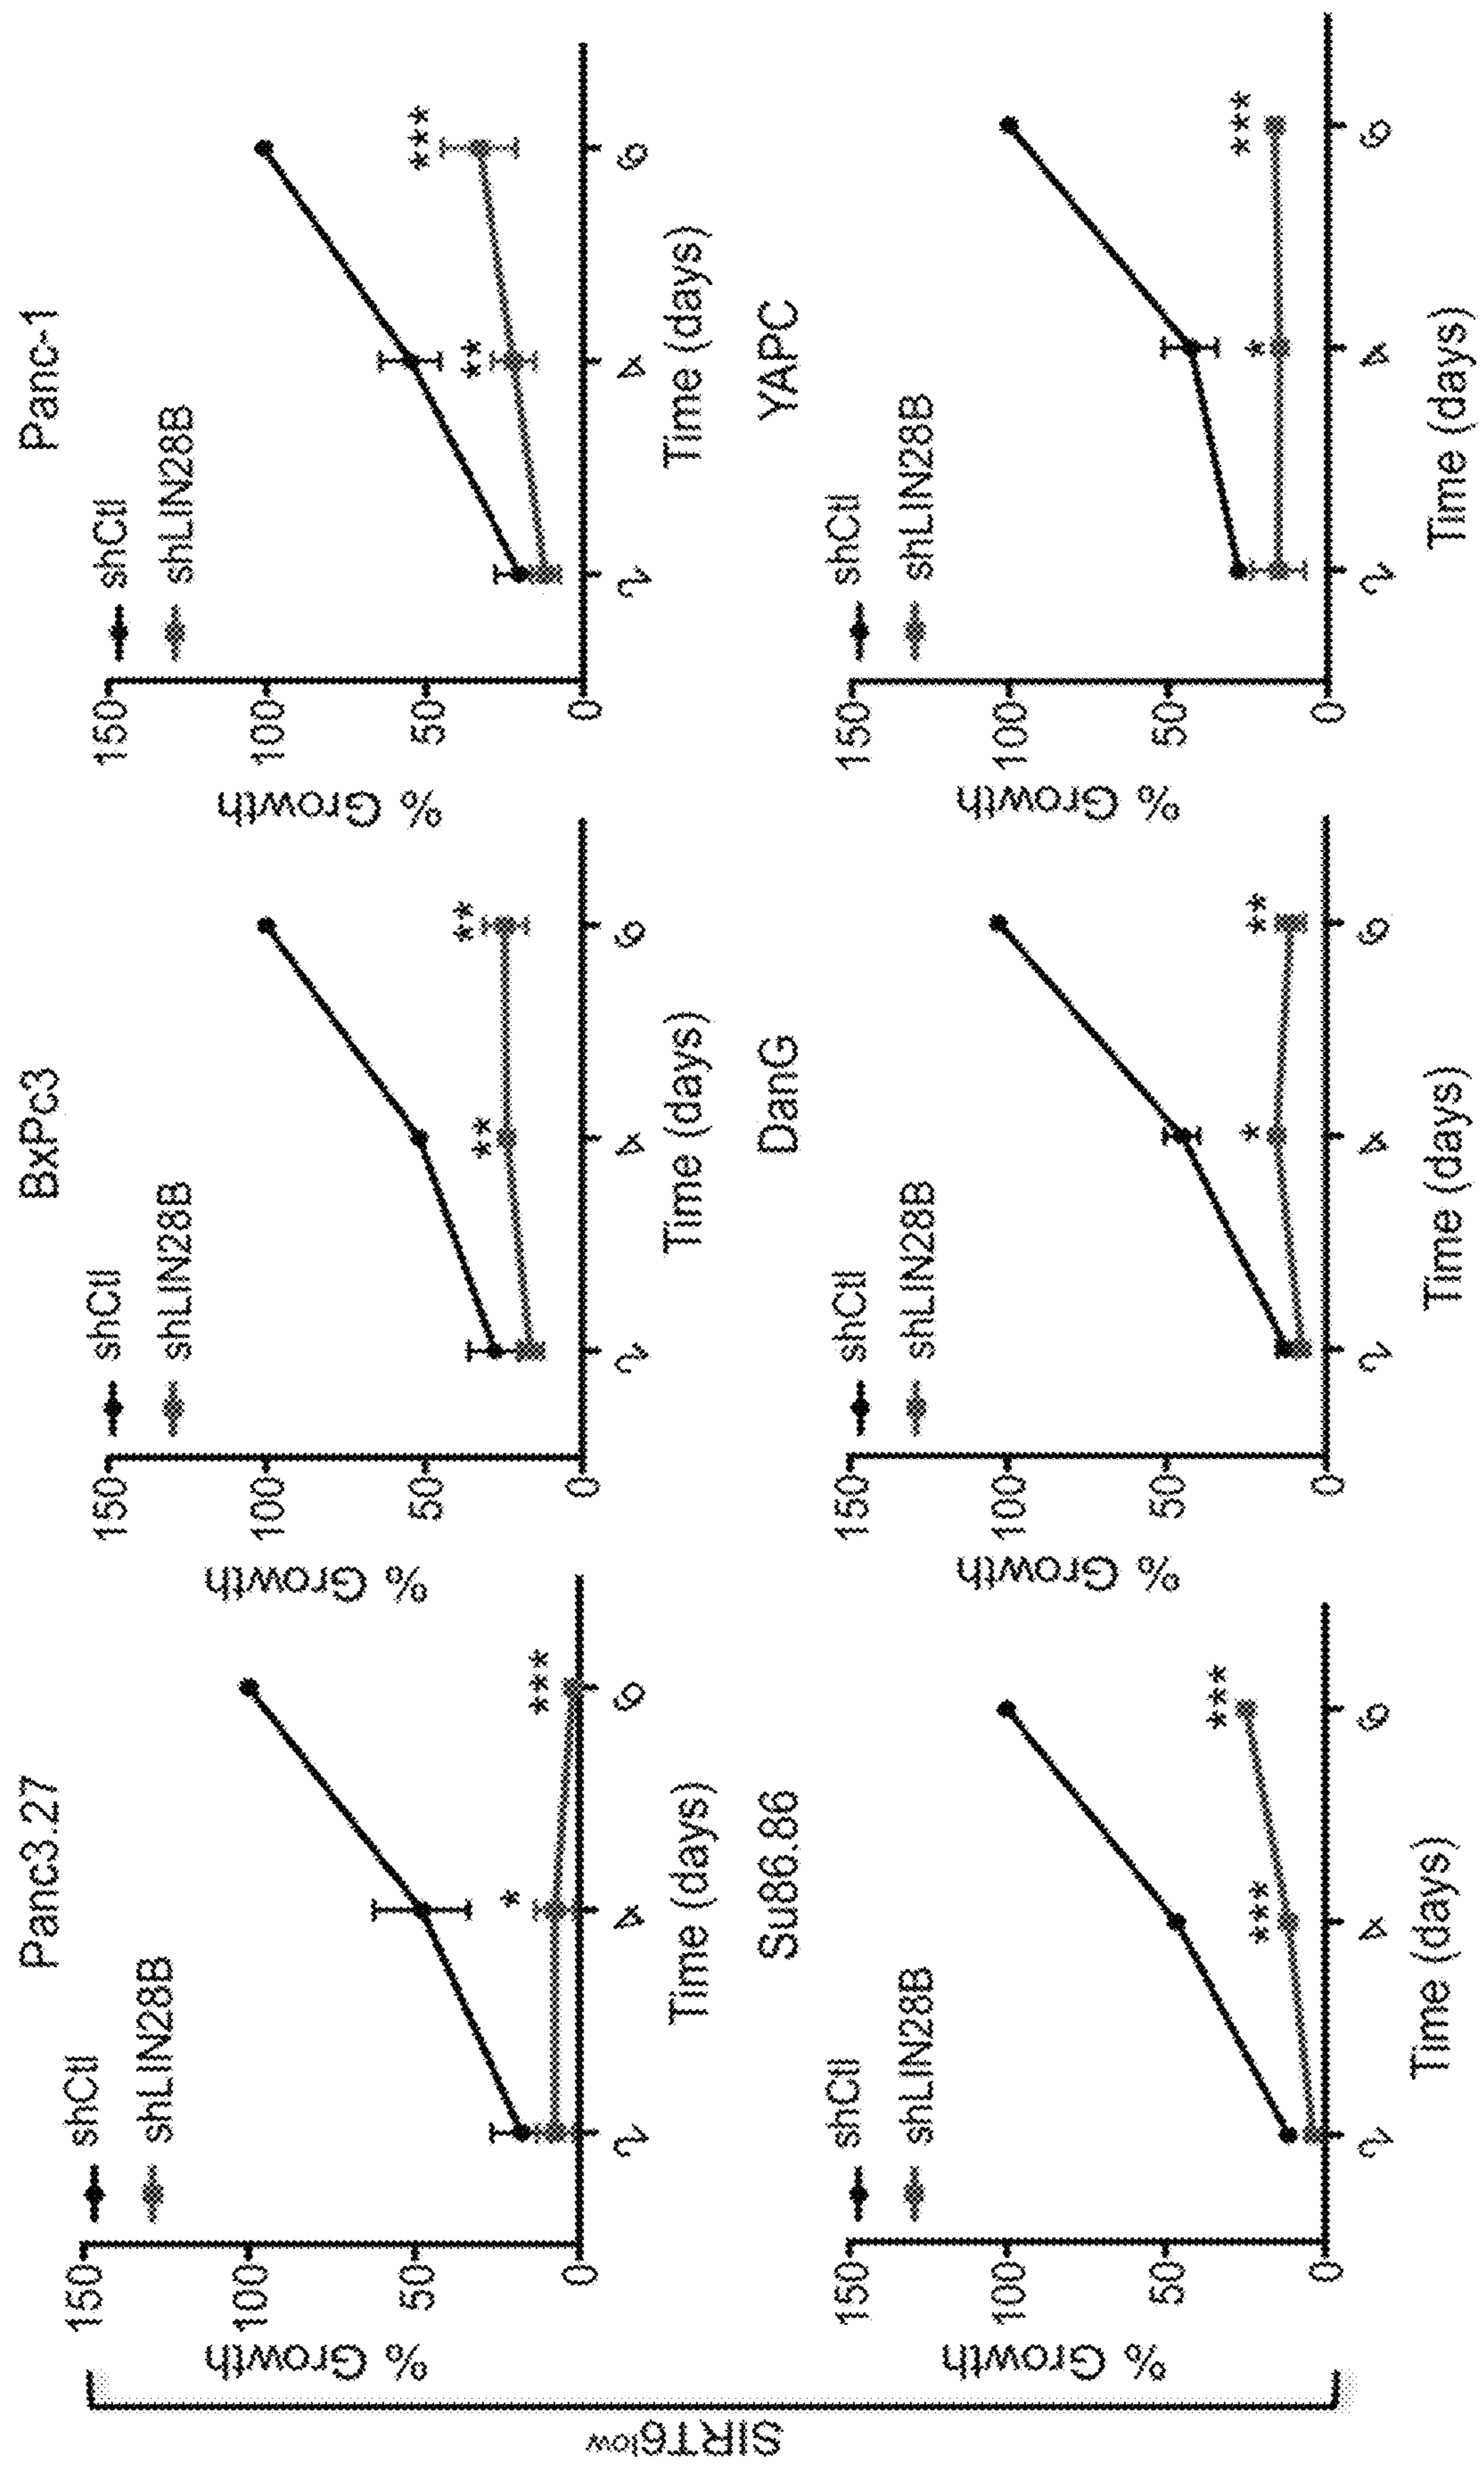 SIRT6low
Panc3.27
% Growth
150
100
50
0
shCtl
shLIN28B
*
***
2
4
6
Time (days)
BxPc3
% Growth
150
100
50
0
shCtl
shLIN28B
**
**
2
4
6
Time (days)
Panc-1
% Growth
150
100
50
0
shCtl
shLIN28B
**
***
2
4
6
Time (days)
Su86.86
% Growth
150
100
50
0
shCtl
shLIN28B
***
***
2
4
6
Time (days)
DanG
% Growth
150
100
50
0
shCtl
shLIN28B
*
**
2
4
6
Time (days)
YAPC
% Growth
150
100
50
0
shCtl
shLIN28B
*
***
2
4
6
Time (days)